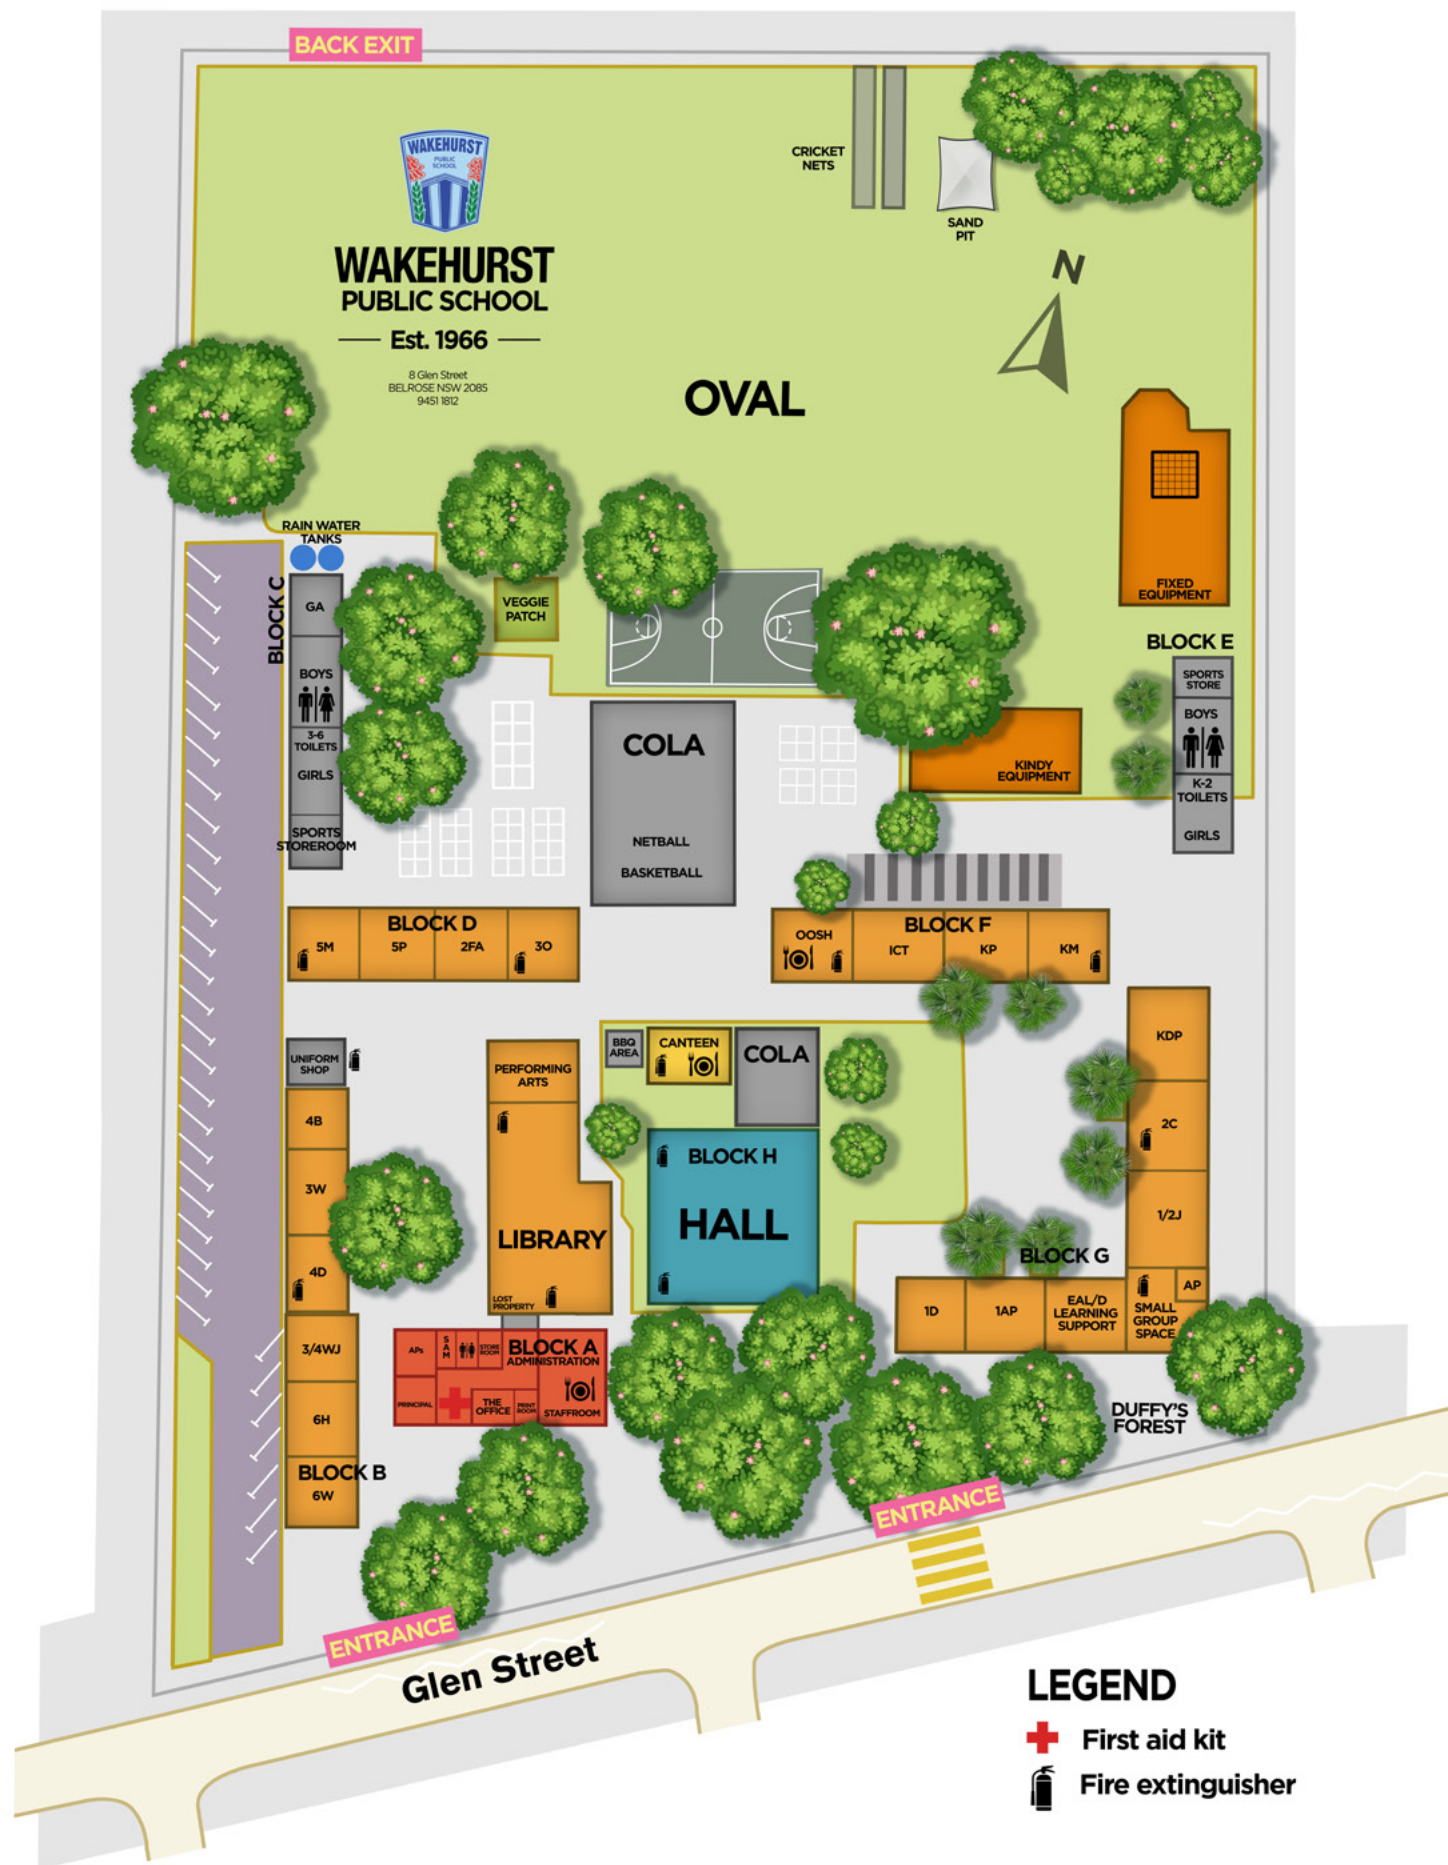 BACK EXIT
WAKEHURST
PUBLIC
SCHOOL
WAKEHURST
PUBLIC SCHOOL
Est. 1966
8 Glen Street
BELROSE NSW 2085
9451 1812
CRICKET
NETS
SAND
PIT
N
OVAL
FIXED
EQUIPMENT
RAIN WATER
TANKS
BLOCK C
GA
BOYS
3-6
TOILETS
GIRLS
SPORTS
STOREROOM
VEGGIE
PATCH
COLA
NETBALL
BASKETBALL
KINDY
EQUIPMENT
BLOCK E
SPORTS
STORE
BOYS
K-2
TOILETS
GIRLS
BLOCK D
5M
5P
2FA
3O
BLOCK F
OOSH
ICT
KP
KM
UNIFORM
SHOP
4B
3W
4D
3/4WJ
6H
BLOCK B
6W
PERFORMING
ARTS
LIBRARY
LOST
PROPERTY
BBQ
AREA
CANTEEN
COLA
BLOCK H
HALL
KDP
2C
1/2J
AP
SMALL
GROUP
SPACE
BLOCK G
1D
1AP
EAL/D
LEARNING
SUPPORT
APs
SAM
STORE
ROOM
BLOCK A
ADMINISTRATION
PRINCIPAL
THE
OFFICE
PRINT
ROOM
STAFFROOM
DUFFY'S
FOREST
ENTRANCE
ENTRANCE
Glen Street
LEGEND
First aid kit
Fire extinguisher